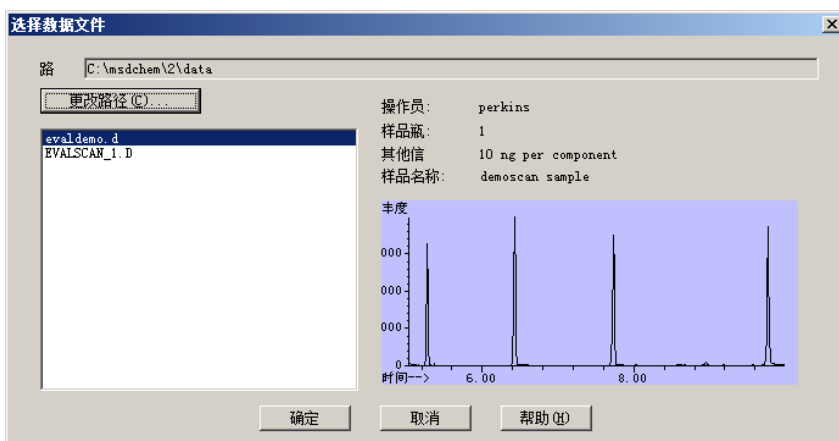 选择数据文件
路 C:\msdchem\2\data
更改路径(C)...
evaldemo.d
EVALSCAN_1.D
操作员: perkins
样品瓶: 1
其他信 10 ng per component
样品名称: demoscan sample
丰度
000
000
000
0
时间--> 6.00 8.00
确定 取消 帮助(H)